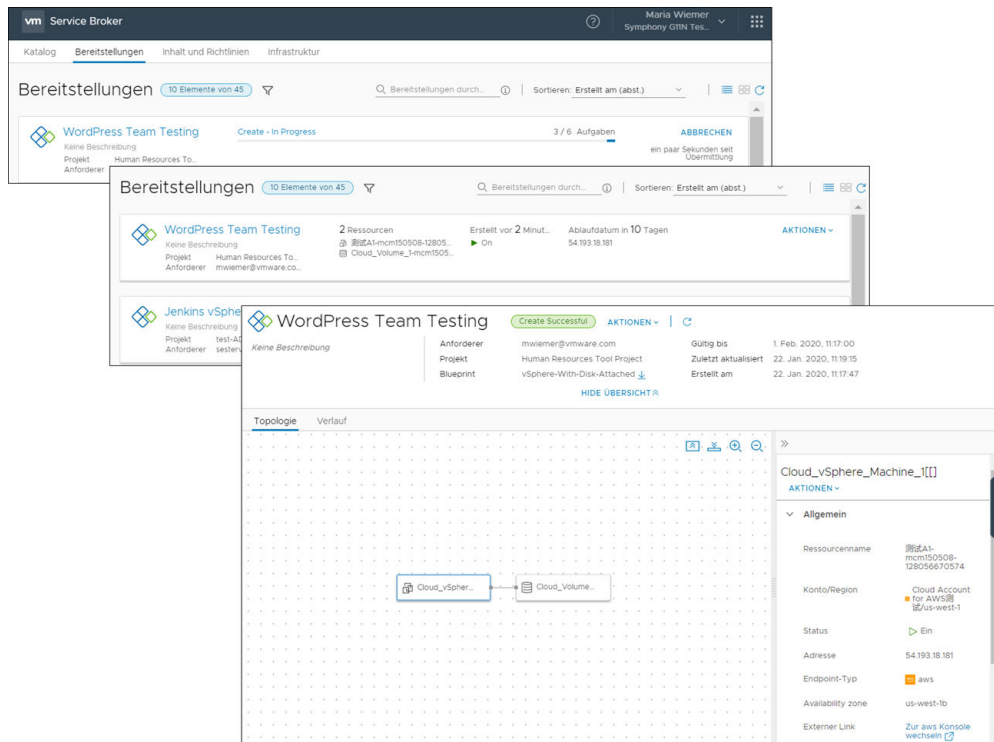 vm Service Broker
Maria Wiemer
Symphony G11N Tes...
Katalog Bereitstellungen Inhalt und Richtlinien Infrastruktur
Bereitstellungen 10 Elemente von 45
Bereitstellungen durch... Sortieren: Erstellt am (abst.)
WordPress Team Testing Create - In Progress 3 / 6 Aufgaben ABBRECHEN
Keine Beschreibung
ein paar Sekunden seit
Übermittlung
Projekt Human Resources To...
Anforderer
Bereitstellungen 10 Elemente von 45
Bereitstellungen durch... Sortieren: Erstellt am (abst.)
WordPress Team Testing 2 Ressourcen Erstellt vor 2 Minut... Ablaufdatum in 10 Tagen AKTIONEN
Keine Beschreibung 测试A1-mcm150508-12805... On 54.193.18.181
Projekt Human Resources To... Cloud_Volume_1-mcm1505...
Anforderer mwiemer@vmware.co...
Jenkins vSphe
Keine Beschreibung
Projekt test-AD
Anforderer sesterv
WordPress Team Testing Create Successful AKTIONEN
Keine Beschreibung
Anforderer mwiemer@vmware.com Gültig bis 1. Feb. 2020, 11:17:00
Projekt Human Resources Tool Project Zuletzt aktualisiert 22. Jan. 2020, 11:19:15
Blueprint vSphere-With-Disk-Attached Erstellt am 22. Jan. 2020, 11:17:47
HIDE ÜBERSICHT
Topologie Verlauf
Cloud_vSpher... Cloud_Volume...
Cloud_vSphere_Machine_1[[]
AKTIONEN
Allgemein
Ressourcenname 测试A1-
mcm150508-
128056670574
Konto/Region Cloud Account
for AWS测
试/us-west-1
Status Ein
Adresse 54.193.18.181
Endpoint-Typ aws
Availability zone us-west-1b
Externer Link Zur aws Konsole
wechseln